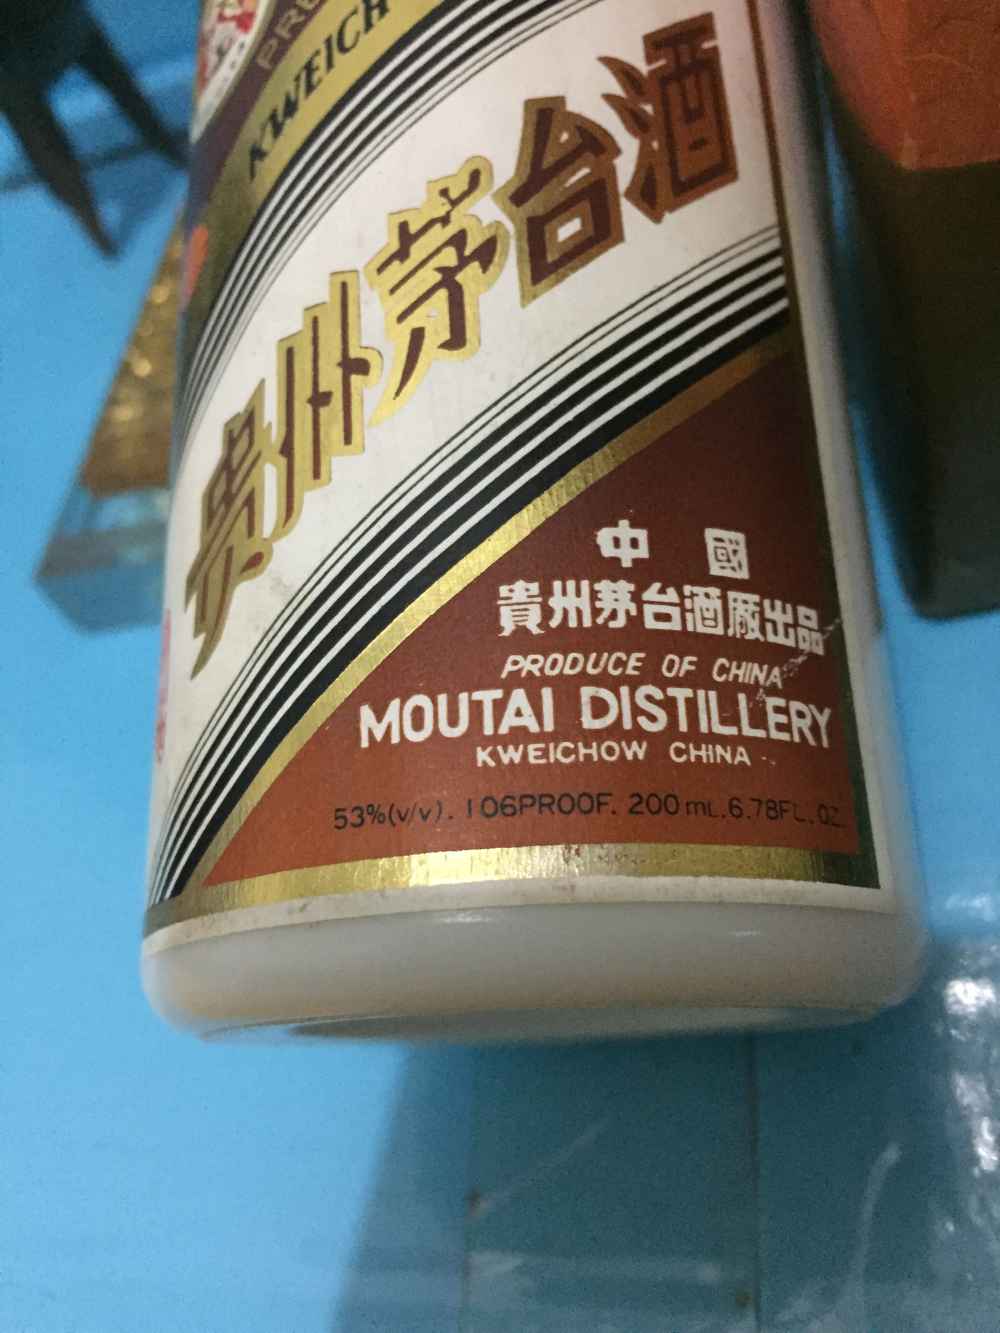 KWEICH
貴州茅台酒
中國
貴州茅台酒厰出品
PRODUCE OF CHINA
MOUTAI DISTILLERY
KWEICHOW CHINA
53%(v/v). 106PROOF. 200mL.6.78FL.OZ.